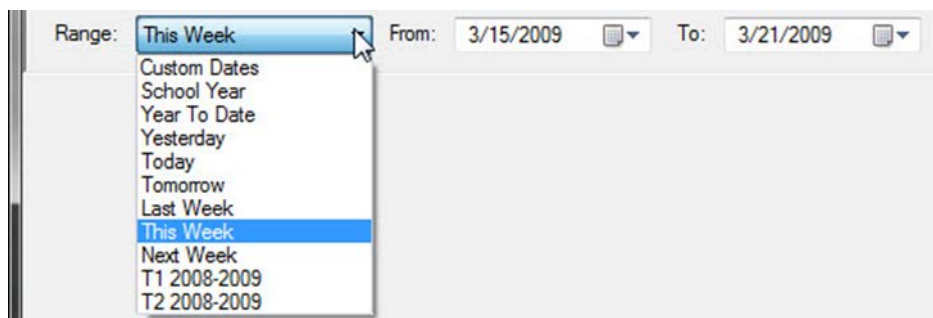 Range: This Week From: 3/15/2009 To: 3/21/2009
Custom Dates
School Year
Year To Date
Yesterday
Today
Tomorrow
Last Week
This Week
Next Week
T1 2008-2009
T2 2008-2009